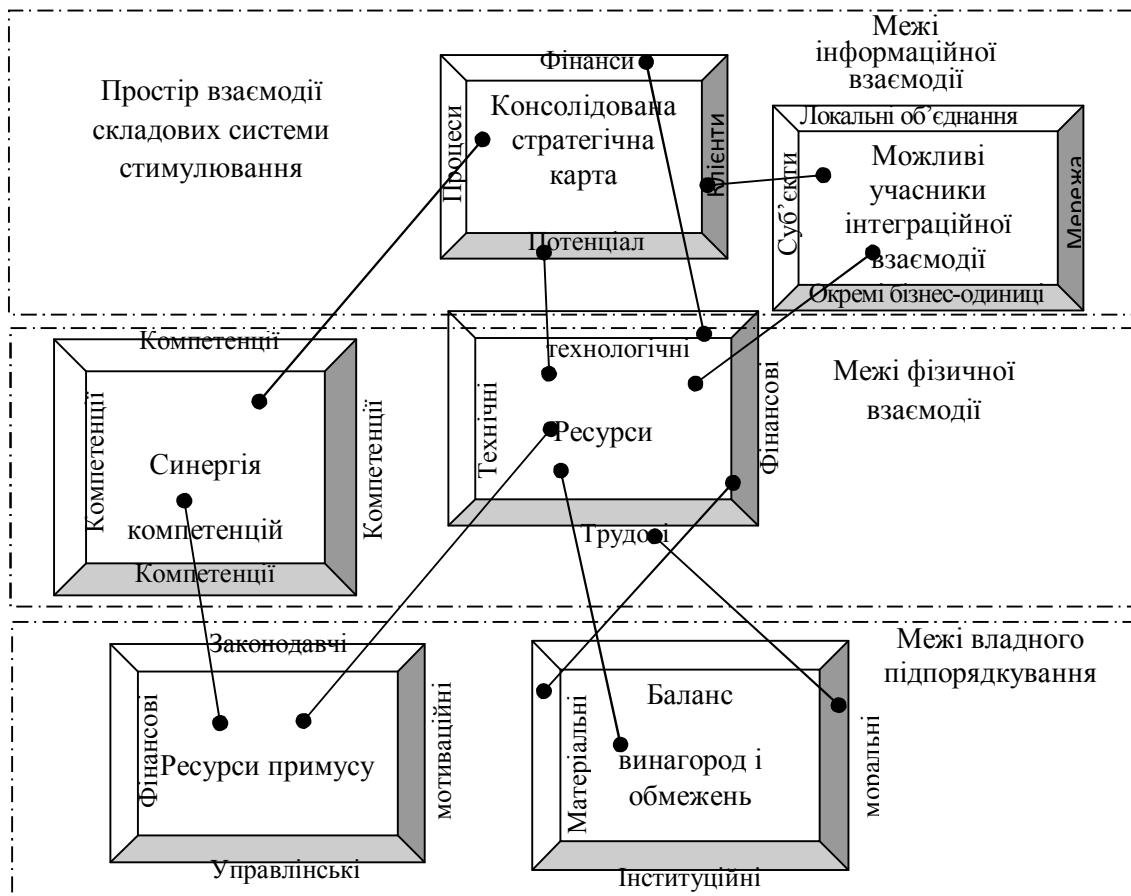 Простір взаємодії
складових системи
стимулювання
Межі
інформаційної
взаємодії
Фінанси
Процеси
Консолідована
стратегічна
карта
Клієнти
Потенціал
Локальні об’єднання
Суб’єкти
Можливі
учасники
інтеграційної
взаємодії
Мережа
Окремі бізнес-одиниці
Компетенції
Компетенції
Синергія
компетенцій
Компетенції
Компетенції
технологічні
Технічні
Ресурси
Фінансові
Трудові
Межі фізичної
взаємодії
Законодавчі
Фінансові
Ресурси примусу
мотиваційні
Управлінські
Матеріальні
Баланс
винагород і
обмежень
моральні
Інституційні
Межі владного
підпорядкування